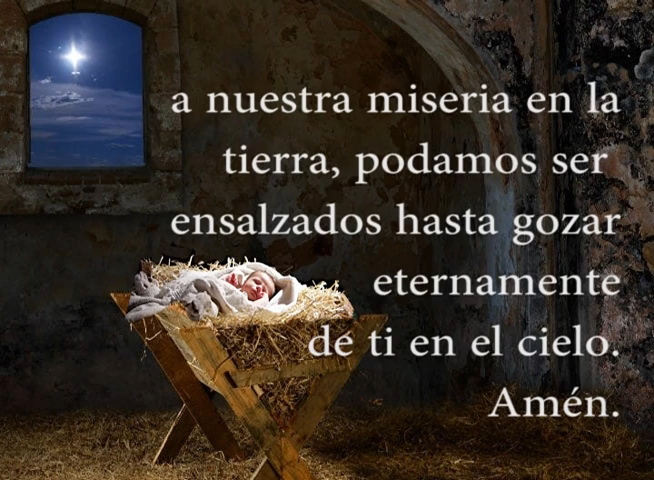 a nuestra miseria en la
tierra, podamos ser
ensalzados hasta gozar
eternamente
de ti en el cielo.
Amén.